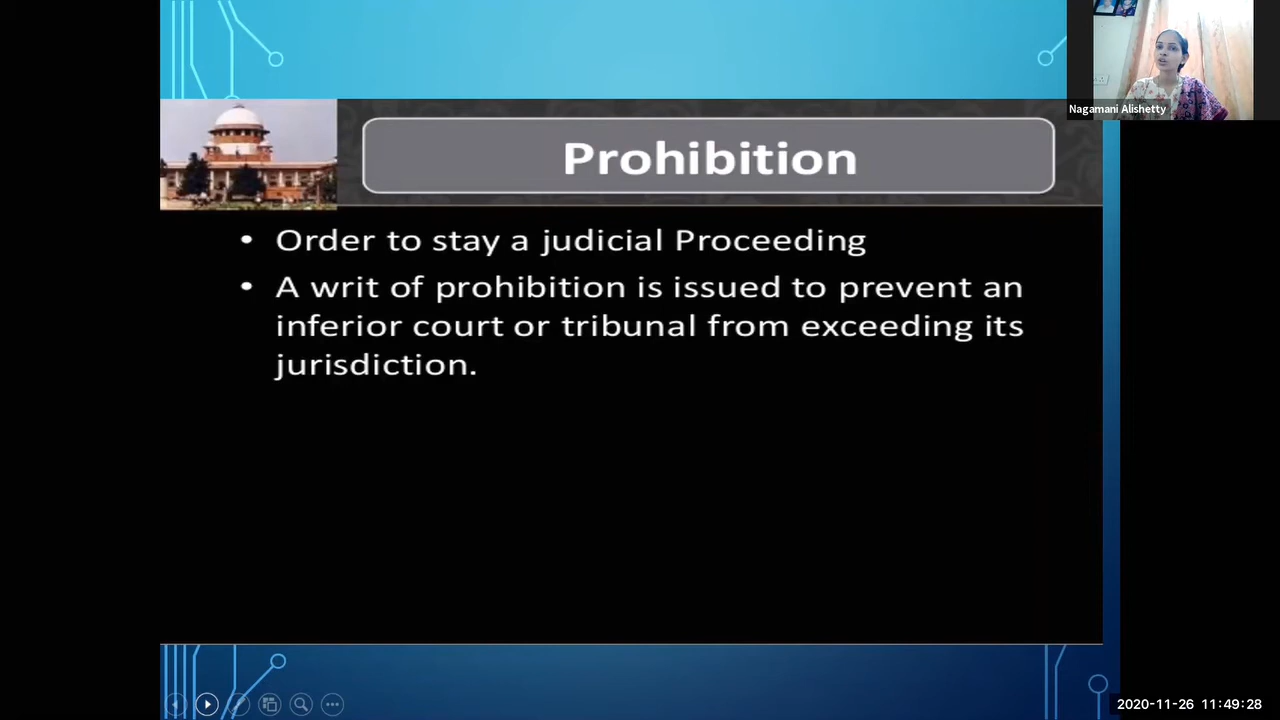 Nagamani Alishetty
Prohibition
• Order to stay a judicial Proceeding
• A writ of prohibition is issued to prevent an
inferior court or tribunal from exceeding its
jurisdiction.
2020-11-26 11:49:28